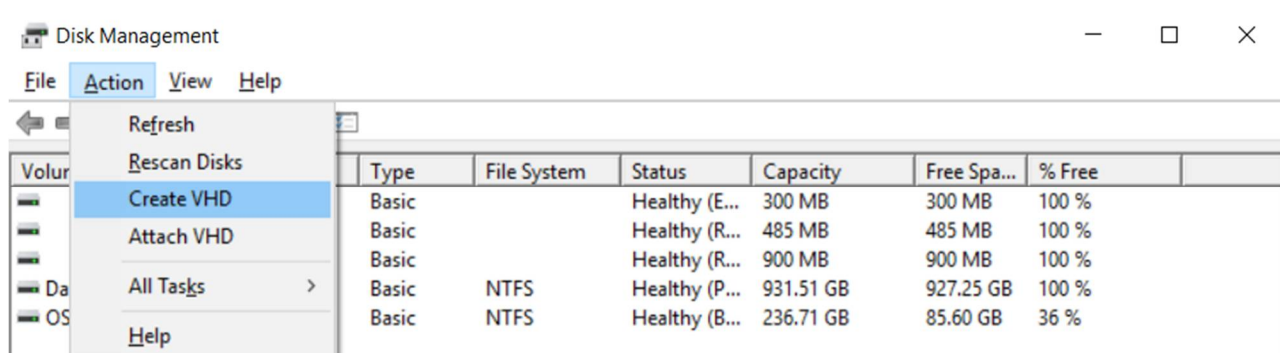 Disk Management
File Action View Help
Refresh
Rescan Disks
Create VHD
Attach VHD
All Tasks
Help
Volur Type File System Status Capacity Free Spa... % Free
Basic Healthy (E... 300 MB 300 MB 100 %
Basic Healthy (R... 485 MB 485 MB 100 %
Basic Healthy (R... 900 MB 900 MB 100 %
Da Basic NTFS Healthy (P... 931.51 GB 927.25 GB 100 %
OS Basic NTFS Healthy (B... 236.71 GB 85.60 GB 36 %